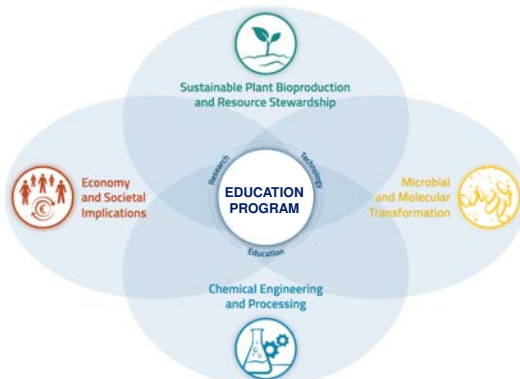 Sustainable Plant Bioproduction
and Resource Stewardship
Research
Technology
Economy
and Societal
Implications
€
EDUCATION
PROGRAM
Microbial
and Molecular
Transformation
Education
Chemical Engineering
and Processing